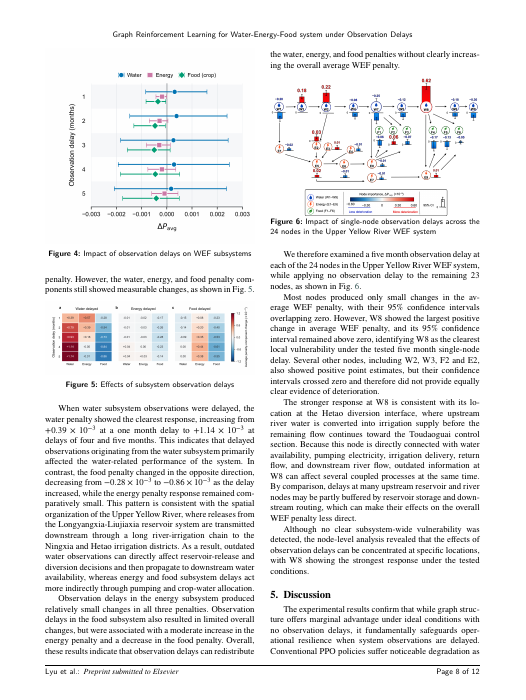 Graph Reinforcement Learning for Water-Energy-Food system under Observation Delays
Water Energy Food (crop)
Observation delay (months)
1
2
3
4
5
−0.003 −0.002 −0.001 0.000 0.001 0.002 0.003
ΔPavg
Figure 4: Impact of observation delays on WEF subsystems
penalty. However, the water, energy, and food penalty com-
ponents still showed measurable changes, as shown in Fig. 5.
Water delayed Energy delayed Food delayed
Figure 5: Effects of subsystem observation delays
When water subsystem observations were delayed, the
water penalty showed the clearest response, increasing from
+0.39 × 10⁻³ at a one month delay to +1.14 × 10⁻³ at
delays of four and five months. This indicates that delayed
observations originating from the water subsystem primarily
affected the water-related performance of the system. In
contrast, the food penalty changed in the opposite direction,
decreasing from −0.28 × 10⁻³ to −0.86 × 10⁻³ as the delay
increased, while the energy penalty response remained com-
paratively small. This pattern is consistent with the spatial
organization of the Upper Yellow River, where releases from
the Longyangxia-Liujiaxia reservoir system are transmitted
downstream through a long river-irrigation chain to the
Ningxia and Hetao irrigation districts. As a result, outdated
water observations can directly affect reservoir-release and
diversion decisions and then propagate to downstream water
availability, whereas energy and food subsystem delays act
more indirectly through pumping and crop-water allocation.
Observation delays in the energy subsystem produced
relatively small changes in all three penalties. Observation
delays in the food subsystem also resulted in limited overall
changes, but were associated with a moderate increase in the
energy penalty and a decrease in the food penalty. Overall,
these results indicate that observation delays can redistribute
the water, energy, and food penalties without clearly increas-
ing the overall average WEF penalty.
0.18
0.22
0.62
Figure 6: Impact of single-node observation delays across the
24 nodes in the Upper Yellow River WEF system
We therefore examined a five month observation delay at
each of the 24 nodes in the Upper Yellow River WEF system,
while applying no observation delay to the remaining 23
nodes, as shown in Fig. 6.
Most nodes produced only small changes in the av-
erage WEF penalty, with their 95% confidence intervals
overlapping zero. However, W8 showed the largest positive
change in average WEF penalty, and its 95% confidence
interval remained above zero, identifying W8 as the clearest
local vulnerability under the tested five month single-node
delay. Several other nodes, including W2, W3, F2 and E2,
also showed positive point estimates, but their confidence
intervals crossed zero and therefore did not provide equally
clear evidence of deterioration.
The stronger response at W8 is consistent with its lo-
cation at the Hetao diversion interface, where upstream
river water is converted into irrigation supply before the
remaining flow continues toward the Toudaoguai control
section. Because this node is directly connected with water
availability, pumping electricity, irrigation delivery, return
flow, and downstream river flow, outdated information at
W8 can affect several coupled processes at the same time.
By comparison, delays at many upstream reservoir and river
nodes may be partly buffered by reservoir storage and down-
stream routing, which can make their effects on the overall
WEF penalty less direct.
Although no clear subsystem-wide vulnerability was
detected, the node-level analysis revealed that the effects of
observation delays can be concentrated at specific locations,
with W8 showing the strongest response under the tested
conditions.
5. Discussion
The experimental results confirm that while graph struc-
ture offers marginal advantage under ideal conditions with
no observation delays, it fundamentally safeguards oper-
ational resilience when system observations are delayed.
Conventional PPO policies suffer noticeable degradation as
Lyu et al.: Preprint submitted to Elsevier
Page 8 of 12